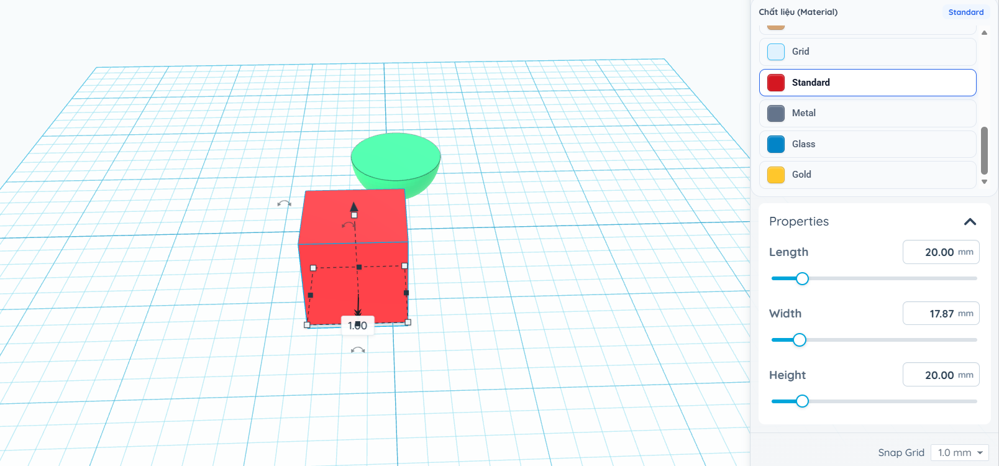 Chất liệu (Material)
Standard
Grid
Standard
Metal
Glass
Gold
Properties
Length
20.00 mm
Width
17.87 mm
Height
20.00 mm
1.00
Snap Grid
1.0 mm